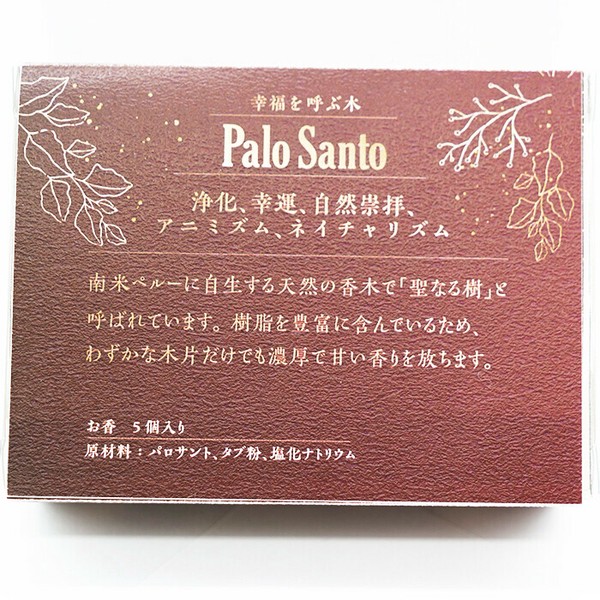 幸福を呼ぶ木
Palo Santo
浄化、幸運、自然崇拝、
アニミズム、ネイチャリズム
南米ペルーに自生する天然の香木で「聖なる樹」と
呼ばれています。樹脂を豊富に含んでいるため、
わずかな木片だけでも濃厚で甘い香りを放ちます。
お香 5個入り
原材料：パロサント、タブ粉、塩化ナトリウム